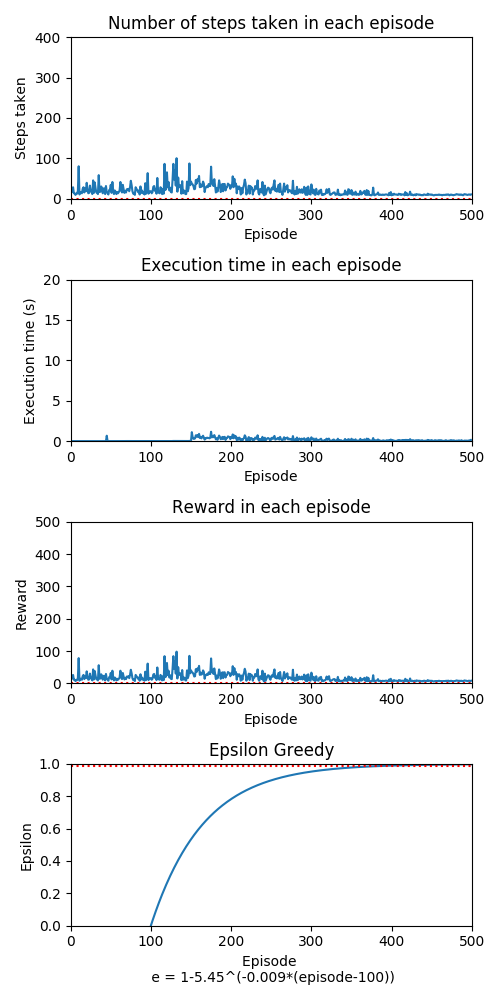 Number of steps taken in each episode
400
300
200
100
0
Steps taken
0 100 200 300 400 500
Episode
Execution time in each episode
20
15
10
5
0
Execution time (s)
0 100 200 300 400 500
Episode
Reward in each episode
500
400
300
200
100
0
Reward
0 100 200 300 400 500
Episode
Epsilon Greedy
1.0
0.8
0.6
0.4
0.2
0.0
Epsilon
0 100 200 300 400 500
Episode
e = 1-5.45^(-0.009*(episode-100))